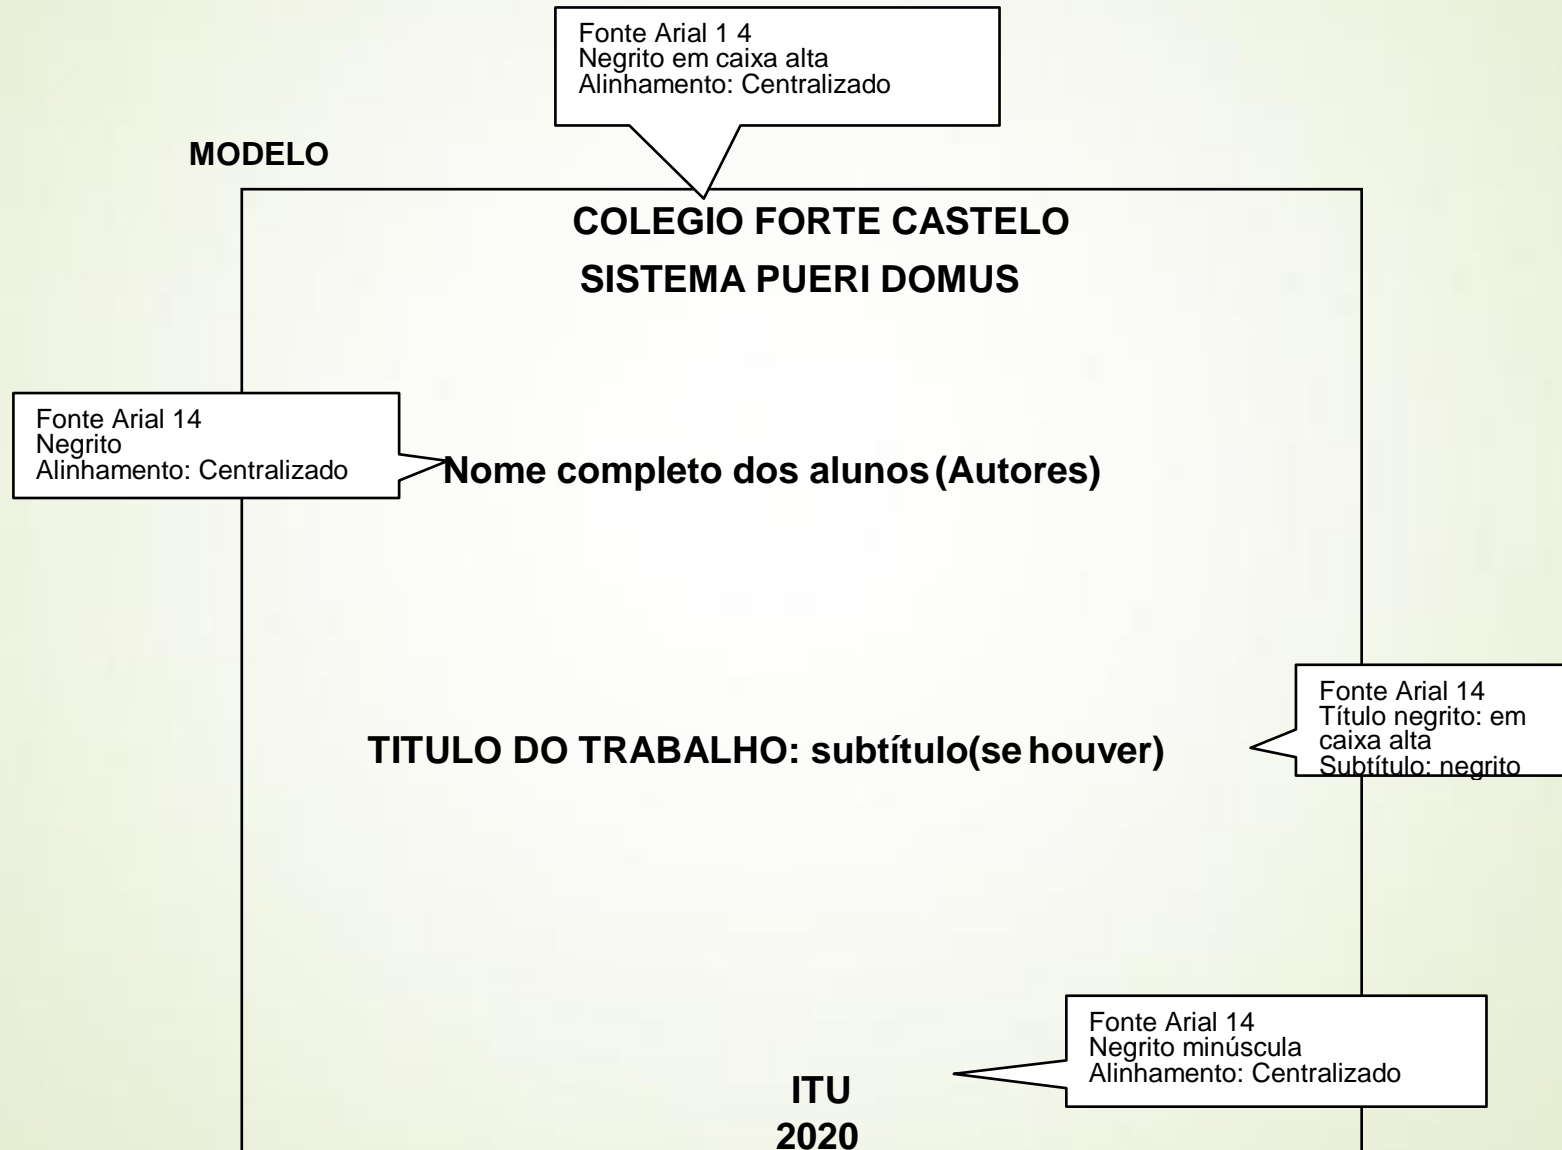 Fonte Arial 1 4
Negrito em caixa alta
Alinhamento: Centralizado
MODELO
COLEGIO FORTE CASTELO
SISTEMA PUERI DOMUS
Fonte Arial 14
Negrito
Alinhamento: Centralizado
Nome completo dos alunos (Autores)
Fonte Arial 14
Título negrito: em
caixa alta
Subtítulo: negrito
TITULO DO TRABALHO: subtítulo(se houver)
Fonte Arial 14
Negrito minúscula
Alinhamento: Centralizado
ITU
2020